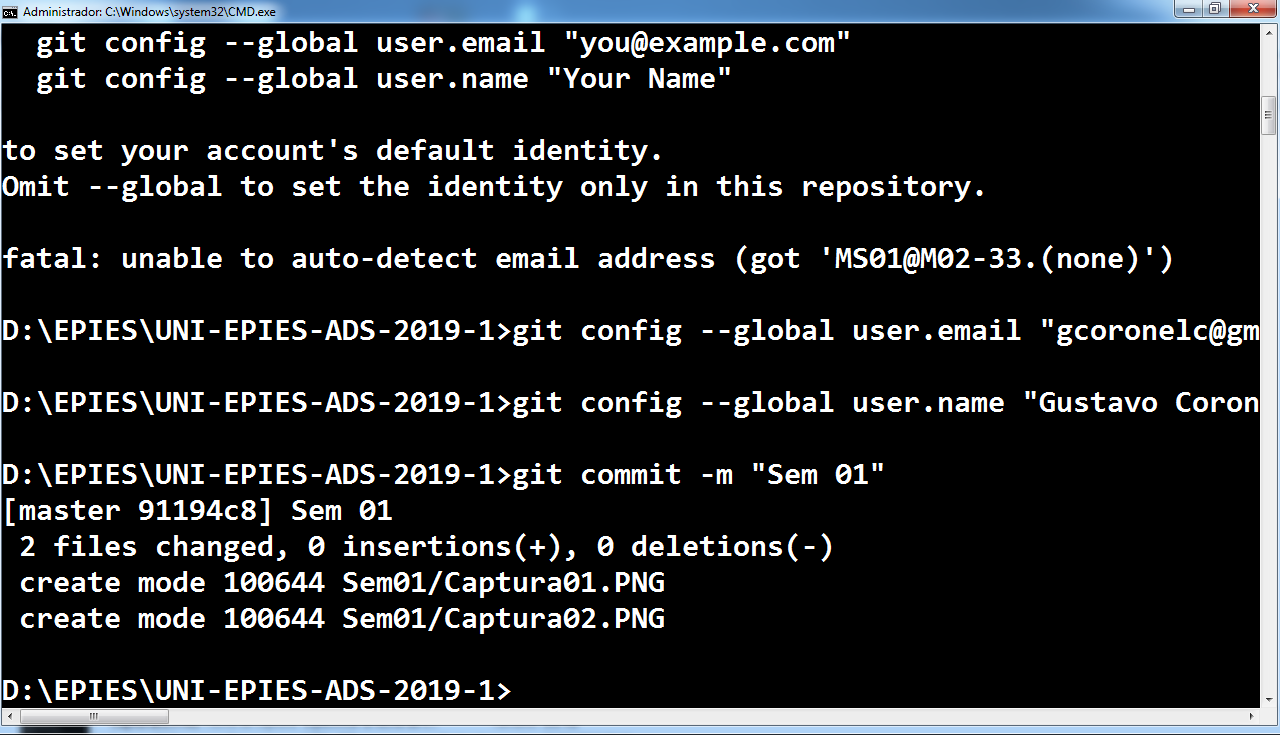 Administrador: C:\Windows\system32\CMD.exe
git config --global user.email "you@example.com"
git config --global user.name "Your Name"
to set your account's default identity.
Omit --global to set the identity only in this repository.
fatal: unable to auto-detect email address (got 'MS01@M02-33.(none)')
D:\EPIES\UNI-EPIES-ADS-2019-1>git config --global user.email "gcoronelc@gm
D:\EPIES\UNI-EPIES-ADS-2019-1>git config --global user.name "Gustavo Coron
D:\EPIES\UNI-EPIES-ADS-2019-1>git commit -m "Sem 01"
[master 91194c8] Sem 01
2 files changed, 0 insertions(+), 0 deletions(-)
create mode 100644 Sem01/Captura01.PNG
create mode 100644 Sem01/Captura02.PNG
D:\EPIES\UNI-EPIES-ADS-2019-1>